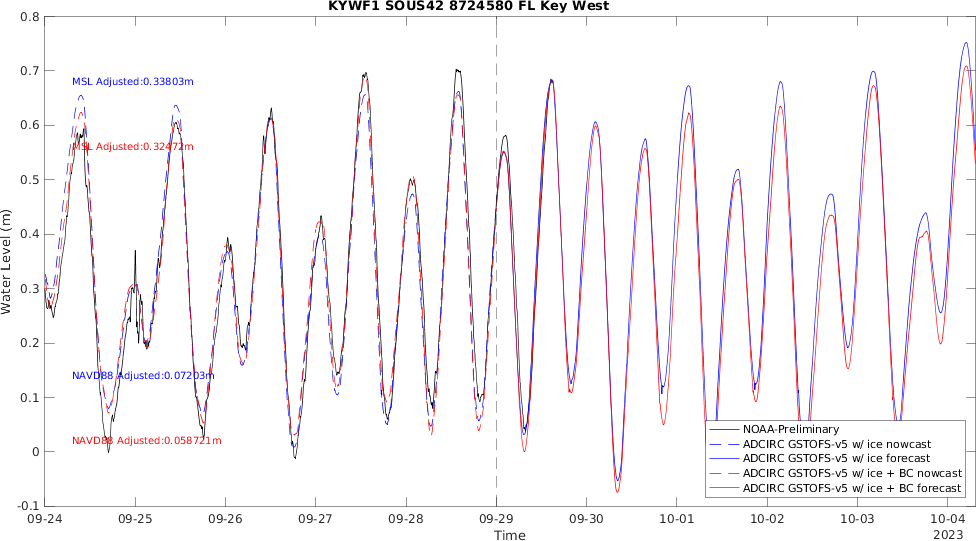 KYWF1 SOUS42 8724580 FL Key West
0.8
0.7
0.6
0.5
0.4
0.3
0.2
0.1
0
-0.1
Water Level (m)
MSL Adjusted:0.33803m
MSL Adjusted:0.32472m
NAVD88 Adjusted:0.07203m
NAVD88 Adjusted:0.058721m
NOAA-Preliminary
ADCIRC GSTOFS-v5 w/ ice nowcast
ADCIRC GSTOFS-v5 w/ ice forecast
ADCIRC GSTOFS-v5 w/ ice + BC nowcast
ADCIRC GSTOFS-v5 w/ ice + BC forecast
09-24 09-25 09-26 09-27 09-28 09-29 09-30 10-01 10-02 10-03 10-04
Time
2023